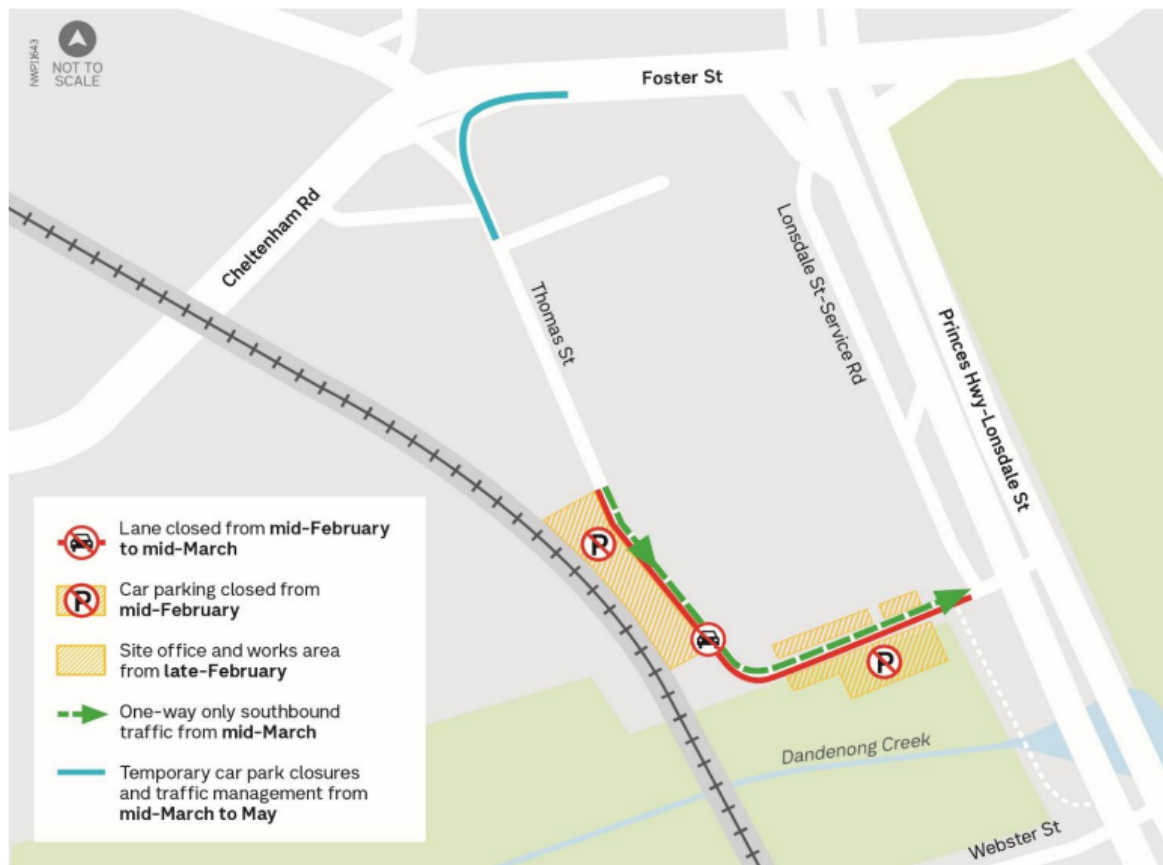 NWP1J643
NOT TO
SCALE
Foster St
Cheltenham Rd
Thomas St
Lonsdale St-Service Rd
Princes Hwy-Lonsdale St
Lane closed from mid-February
to mid-March
P
Car parking closed from
mid-February
Site office and works area
from late-February
One-way only southbound
traffic from mid-March
Temporary car park closures
and traffic management from
mid-March to May
P
P
Dandenong Creek
Webster St